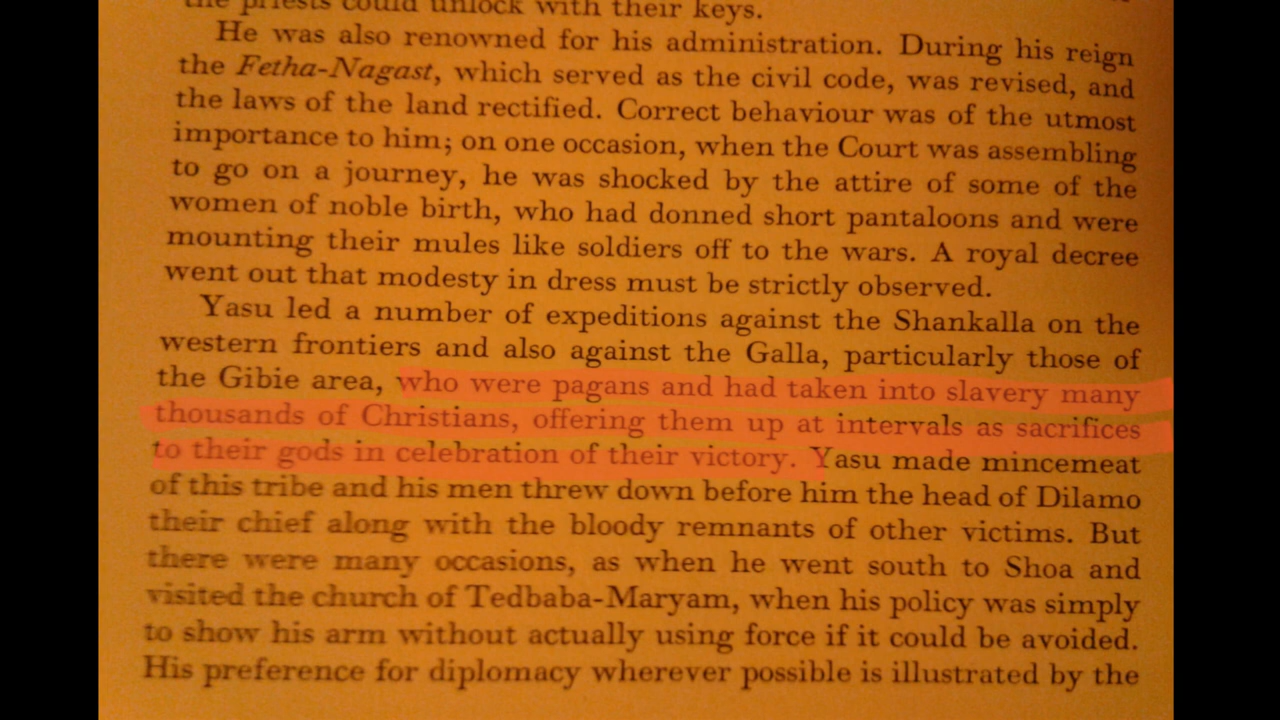 the priests could unlock with their keys.
He was also renowned for his administration. During his reign
the Fetha-Nagast, which served as the civil code, was revised, and
the laws of the land rectified. Correct behaviour was of the utmost
importance to him; on one occasion, when the Court was assembling
to go on a journey, he was shocked by the attire of some of the
women of noble birth, who had donned short pantaloons and were
mounting their mules like soldiers off to the wars. A royal decree
went out that modesty in dress must be strictly observed.
Yasu led a number of expeditions against the Shankalla on the
western frontiers and also against the Galla, particularly those of
the Gibie area, who were pagans and had taken into slavery many
thousands of Christians, offering them up at intervals as sacrifices
to their gods in celebration of their victory. Yasu made mincemeat
of this tribe and his men threw down before him the head of Dilamo
their chief along with the bloody remnants of other victims. But
there were many occasions, as when he went south to Shoa and
visited the church of Tedbaba-Maryam, when his policy was simply
to show his arm without actually using force if it could be avoided.
His preference for diplomacy wherever possible is illustrated by the